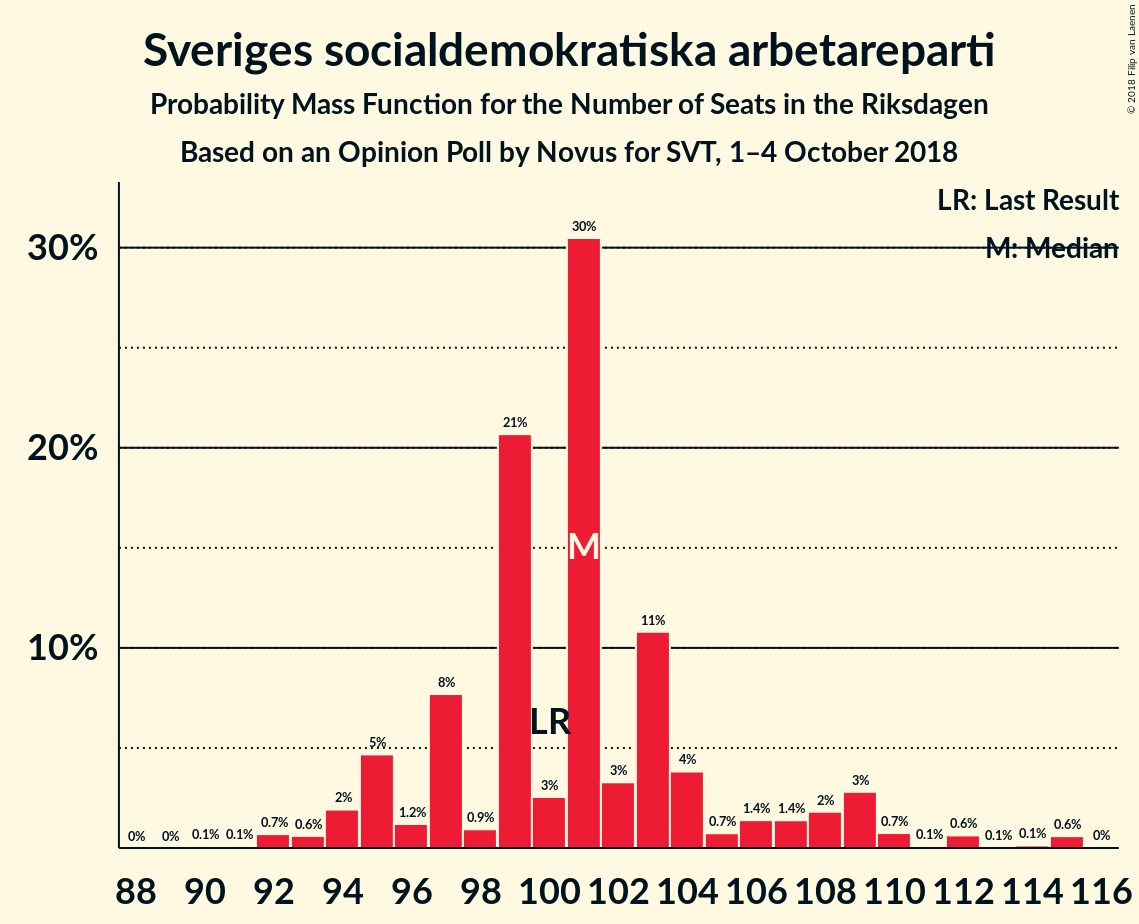 Sveriges socialdemokratiska arbetareparti
Probability Mass Function for the Number of Seats in the Riksdagen
Based on an Opinion Poll by Novus for SVT, 1–4 October 2018
© 2018 Filip van Laenen
LR: Last Result
M: Median
30%
20%
10%
0% 0% 0.1% 0.1% 0.7% 0.6% 2% 5% 1.2% 8% 0.9% 21% 3% 30% 3% 11% 4% 0.7% 1.4% 1.4% 2% 3% 0.7% 0.1% 0.6% 0.1% 0.1% 0.6% 0%
M
LR
88 90 92 94 96 98 100 102 104 106 108 110 112 114 116